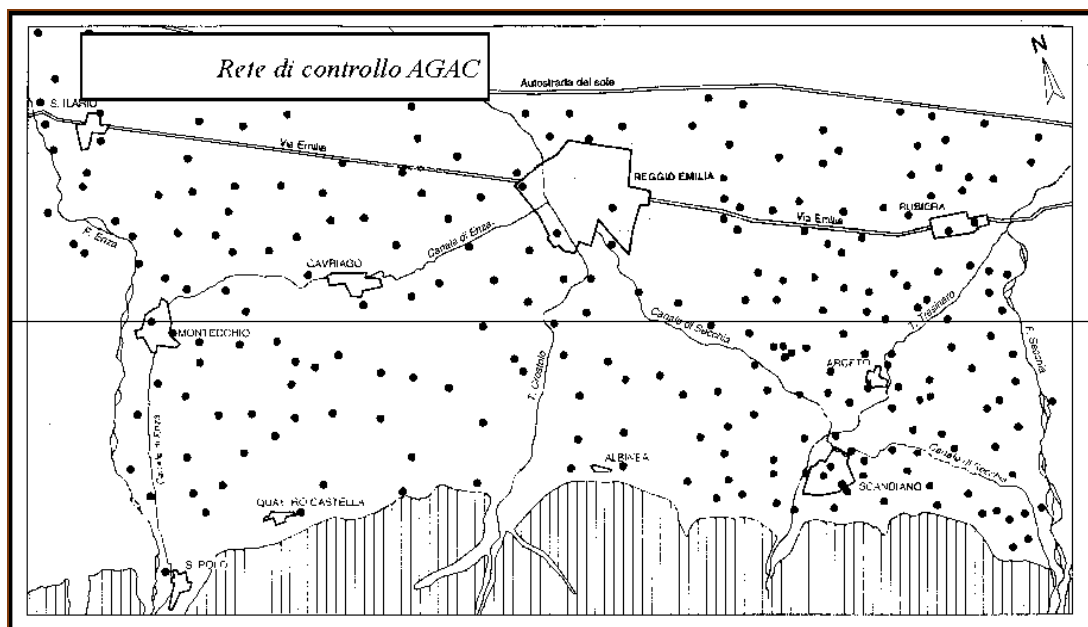 Rete di controllo AGAC
N
Autostrada del sole
S. ILARIO
Via Emilia
REGGIO EMILIA
RUBIERA
Via Emilia
F. Enza
Canale di Enza
CAVRIAGO
MONTECCHIO
Canale di Secchia
T. Tresinaro
F. Secchia
T. Crostolo
ARCETO
Canale di Enza
ALBINEA
Canale di Secchia
SCANDIANO
QUATTRO CASTELLA
S. POLO